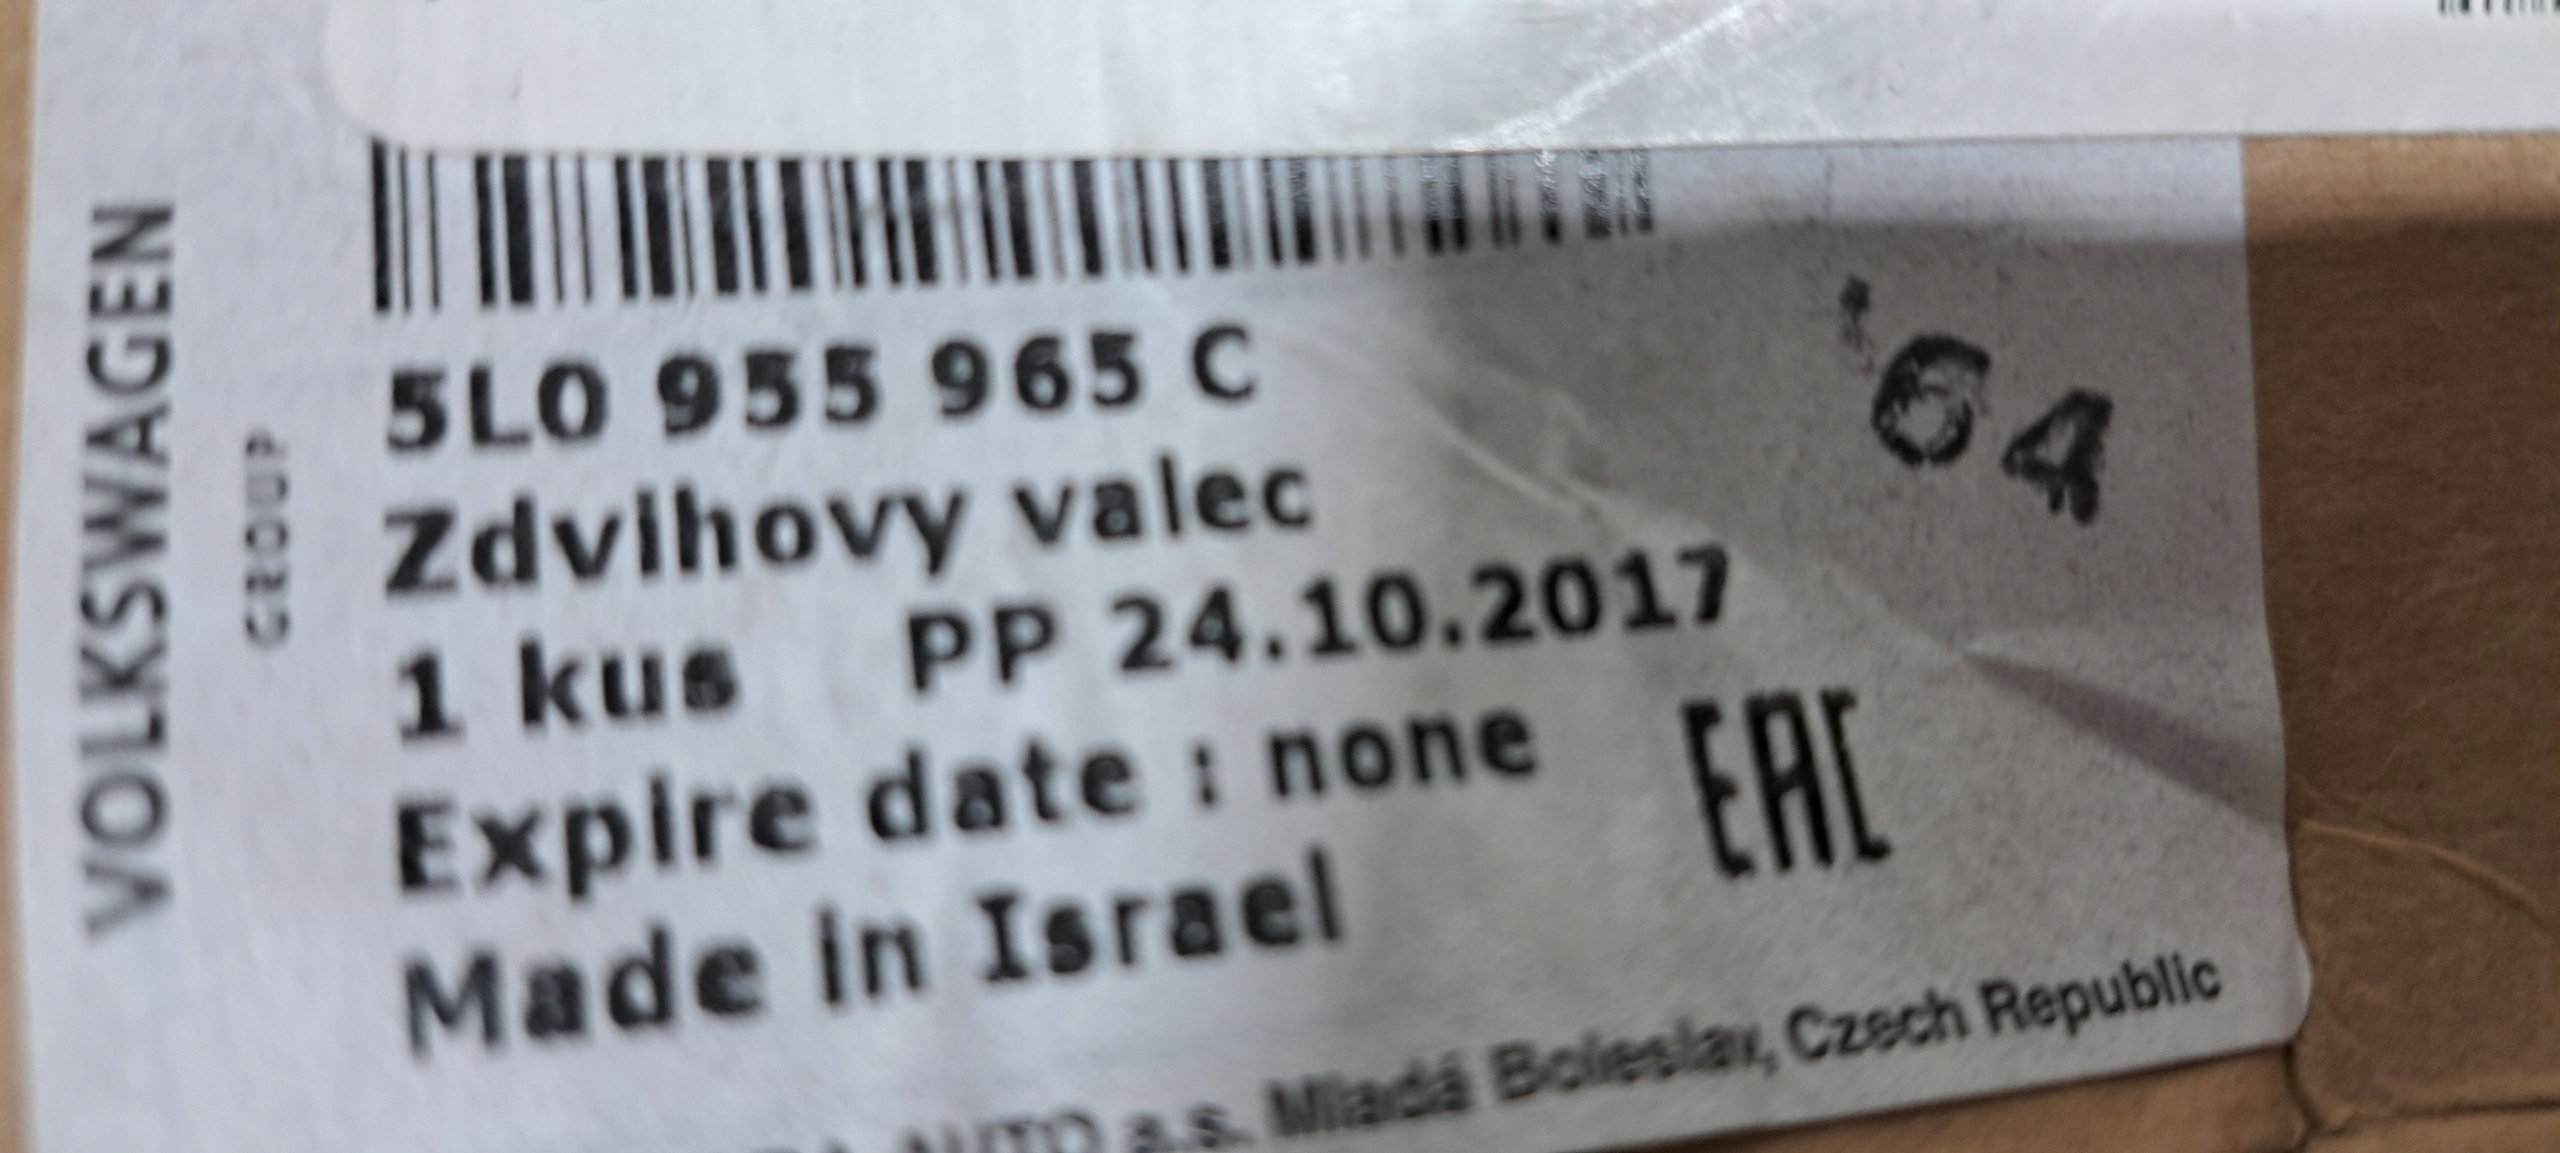 VOLKSWAGEN
GROUP
5L0 955 965 C
Zdvihovy valec
1 kus PP 24.10.2017
Expire date : none
EAC
Made in Israel
AUTO a.s. Mladá Boleslav, Czech Republic
64